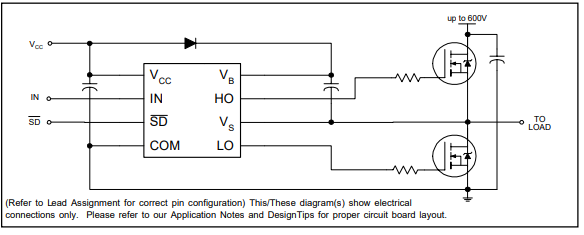 up to 600V
VCC
VCC VB
IN IN HO
SD SD VS TO
LOAD
COM LO
(Refer to Lead Assignment for correct pin configuration) This/These diagram(s) show electrical
connections only. Please refer to our Application Notes and DesignTips for proper circuit board layout.